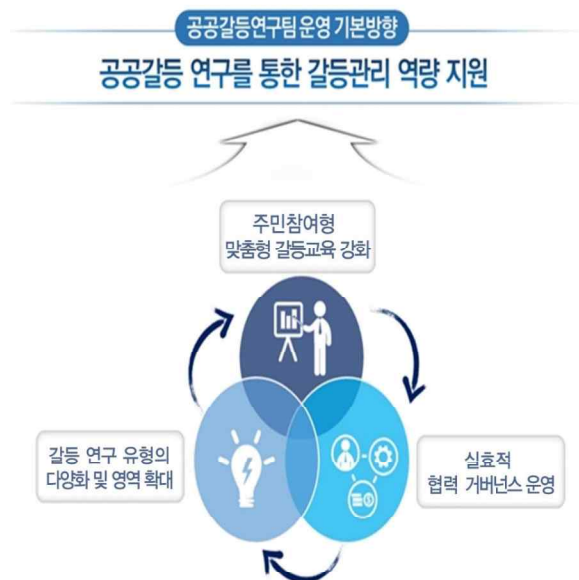 공공갈등연구팀 운영 기본방향
공공갈등 연구를 통한 갈등관리 역량 지원
주민참여형
맞춤형 갈등교육 강화
갈등 연구 유형의
다양화 및 영역 확대
실효적
협력 거버넌스 운영